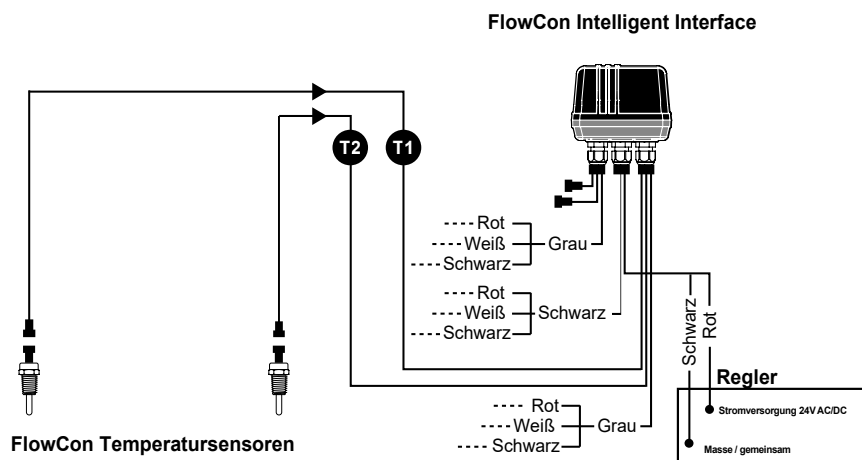 FlowCon Intelligent Interface
T2
T1
---- Rot
---- Weiß
Grau
---- Schwarz
---- Rot
---- Weiß
Schwarz
---- Schwarz
Schwarz
Rot
Regler
Stromversorgung 24V AC/DC
Masse / gemeinsam
---- Rot
---- Weiß
Grau
---- Schwarz
FlowCon Temperatursensoren